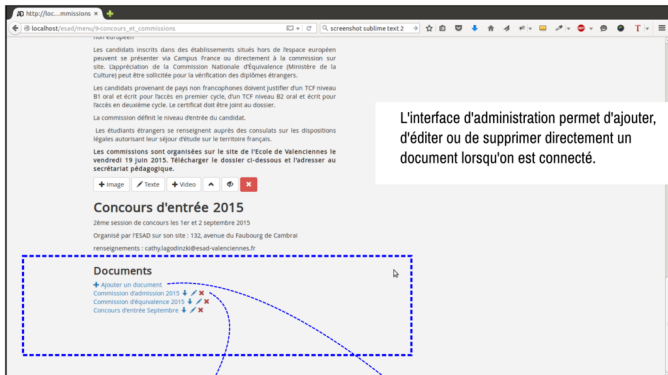 http://loc...mmissions ×
localhost/esad/menu/9-concours_et_commissions
screenshot sublime text 2
non européen
Les candidats inscrits dans des établissements situés hors de l'espace européen
peuvent se présenter via Campus France ou directement à la commission sur
site. L'appréciation de la Commission Nationale d'Équivalence (Ministère de la
Culture) peut être sollicitée pour la vérification des diplômes étrangers.
Les candidats provenant de pays non francophones doivent justifier d'un TCF niveau
B1 oral et écrit pour l'accès en premier cycle, d'un TCF niveau B2 oral et écrit pour
l'accès en deuxième cycle. Le certificat doit être joint au dossier.
La commission définit le niveau d'entrée du candidat.
Les étudiants étrangers se renseignent auprès des consulats sur les dispositions
légales autorisant leur séjour d'étude sur le territoire français.
Les commissions sont organisées sur le site de l'Ecole de Valenciennes le
vendredi 19 juin 2015. Télécharger le dossier ci-dessous et l'adresser au
secrétariat pédagogique.
+ Image Texte + Video
Concours d'entrée 2015
2ème session de concours les 1er et 2 septembre 2015
Organisé par l'ESAD sur son site : 132, avenue du Faubourg de Cambrai
renseignements : cathy.lagodinzki@esad-valenciennes.fr
Documents
+ Ajouter un document
Commission d'admission 2015
Commission d'équivalence 2015
Concours d'entrée Septembre
L'interface d'administration permet d'ajouter,
d'éditer ou de supprimer directement un
document lorsqu'on est connecté.